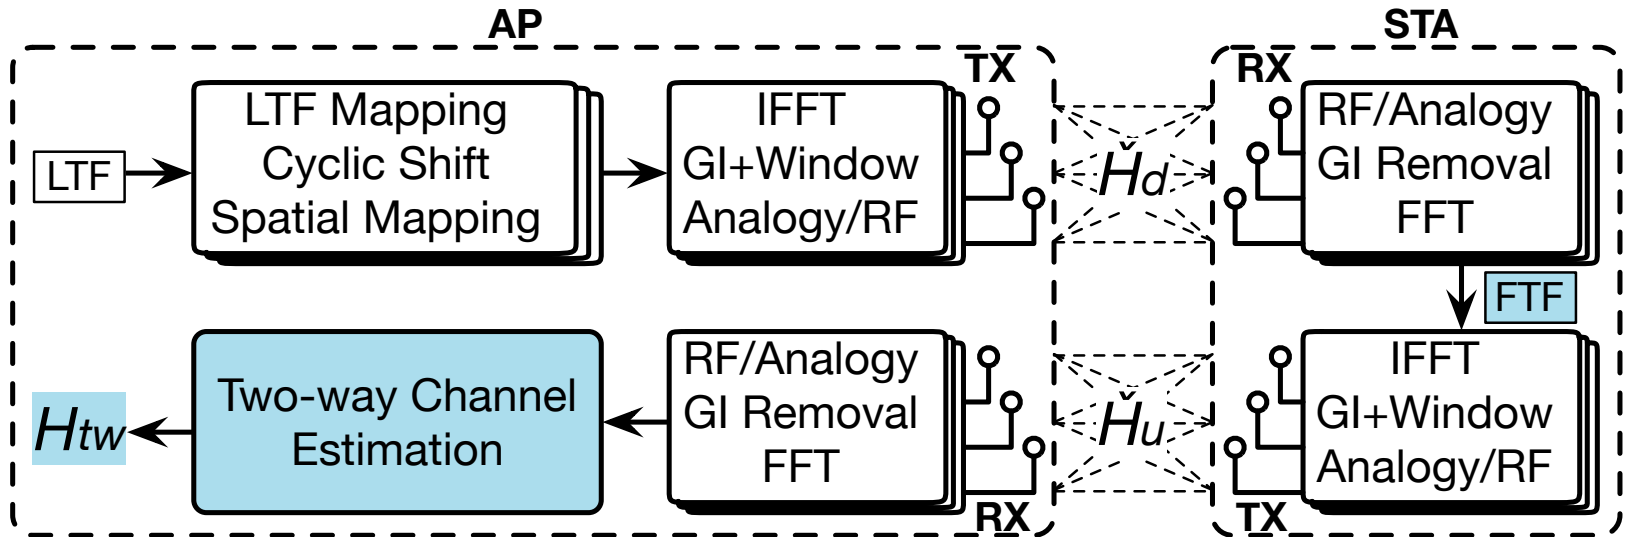 AP
STA
TX
RX
LTF
LTF Mapping
Cyclic Shift
Spatial Mapping
IFFT
GI+Window
Analogy/RF
Ȟd
RF/Analogy
GI Removal
FFT
FTF
Htw
Two-way Channel
Estimation
RF/Analogy
GI Removal
FFT
Ȟu
IFFT
GI+Window
Analogy/RF
RX
TX